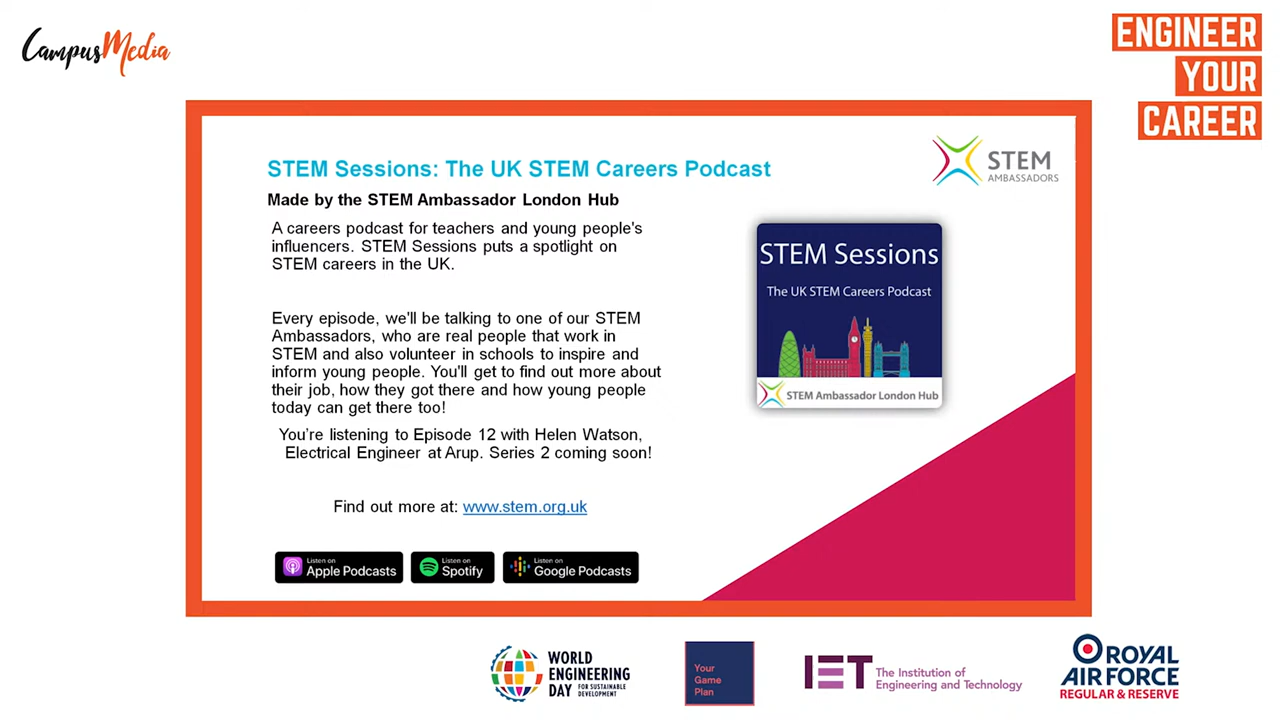 CampusMedia
ENGINEER
YOUR
CAREER
STEM Sessions: The UK STEM Careers Podcast
Made by the STEM Ambassador London Hub
A careers podcast for teachers and young people's
influencers. STEM Sessions puts a spotlight on
STEM careers in the UK.
Every episode, we'll be talking to one of our STEM
Ambassadors, who are real people that work in
STEM and also volunteer in schools to inspire and
inform young people. You'll get to find out more about
their job, how they got there and how young people
today can get there too!
You’re listening to Episode 12 with Helen Watson,
Electrical Engineer at Arup. Series 2 coming soon!
Find out more at: www.stem.org.uk
Listen on
Apple Podcasts
Listen on
Spotify
Listen on
Google Podcasts
STEM
AMBASSADORS
STEM Sessions
The UK STEM Careers Podcast
STEM Ambassador London Hub
WORLD
ENGINEERING
DAY FOR SUSTAINABLE
DEVELOPMENT
Your
Game
Plan
IET The Institution of
Engineering and Technology
ROYAL
AIR FORCE
REGULAR & RESERVE